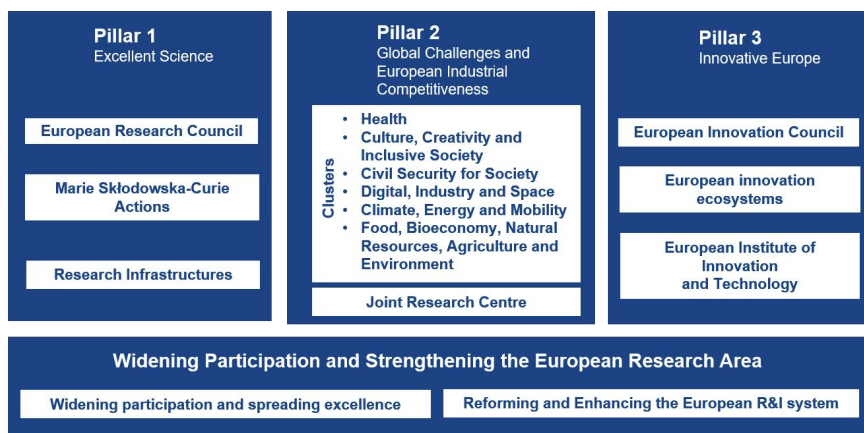 Pillar 1
Excellent Science
European Research Council
Marie Skłodowska-Curie
Actions
Research Infrastructures
Pillar 2
Global Challenges and
European Industrial
Competitiveness
Clusters
• Health
• Culture, Creativity and
Inclusive Society
• Civil Security for Society
• Digital, Industry and Space
• Climate, Energy and Mobility
• Food, Bioeconomy, Natural
Resources, Agriculture and
Environment
Joint Research Centre
Pillar 3
Innovative Europe
European Innovation Council
European innovation
ecosystems
European Institute of
Innovation
and Technology
Widening Participation and Strengthening the European Research Area
Widening participation and spreading excellence
Reforming and Enhancing the European R&I system